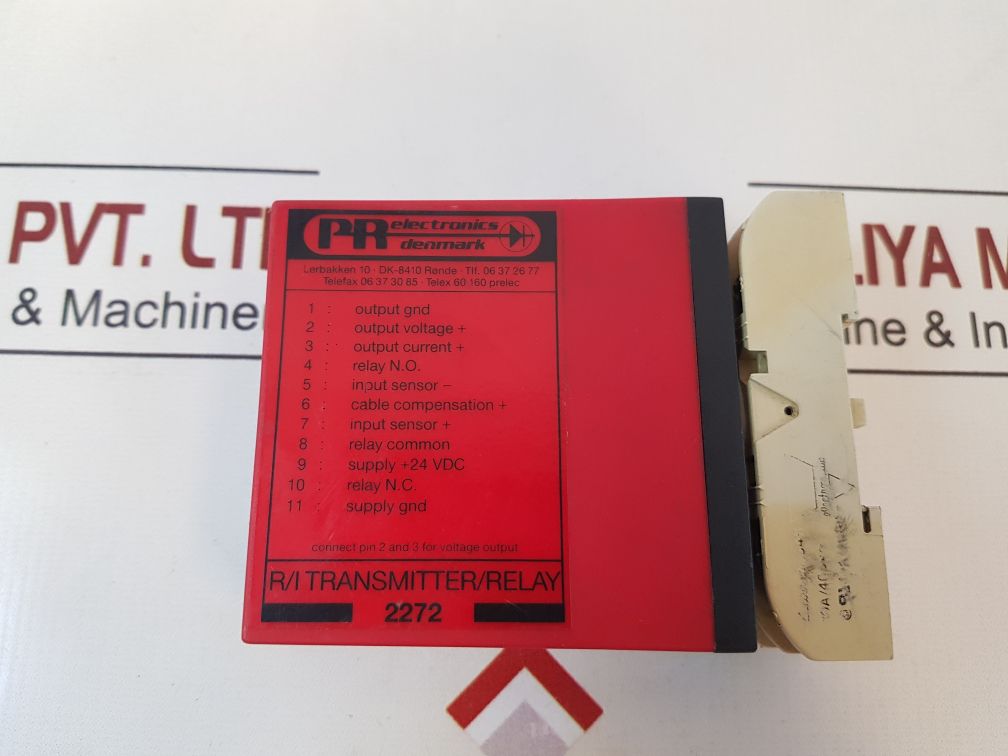 PVT. LT
& Machine
LIYA M
ine & In
PR electronics
denmark
Lerbakken 10 · DK-8410 Rønde · Tlf. 06 37 26 77
Telefax 06 37 30 85 · Telex 60 160 prelec
1 : output gnd
2 : output voltage +
3 : output current +
4 : relay N.O.
5 : input sensor –
6 : cable compensation +
7 : input sensor +
8 : relay common
9 : supply +24 VDC
10 : relay N.C.
11 : supply gnd
connect pin 2 and 3 for voltage output
R/I TRANSMITTER/RELAY
2272